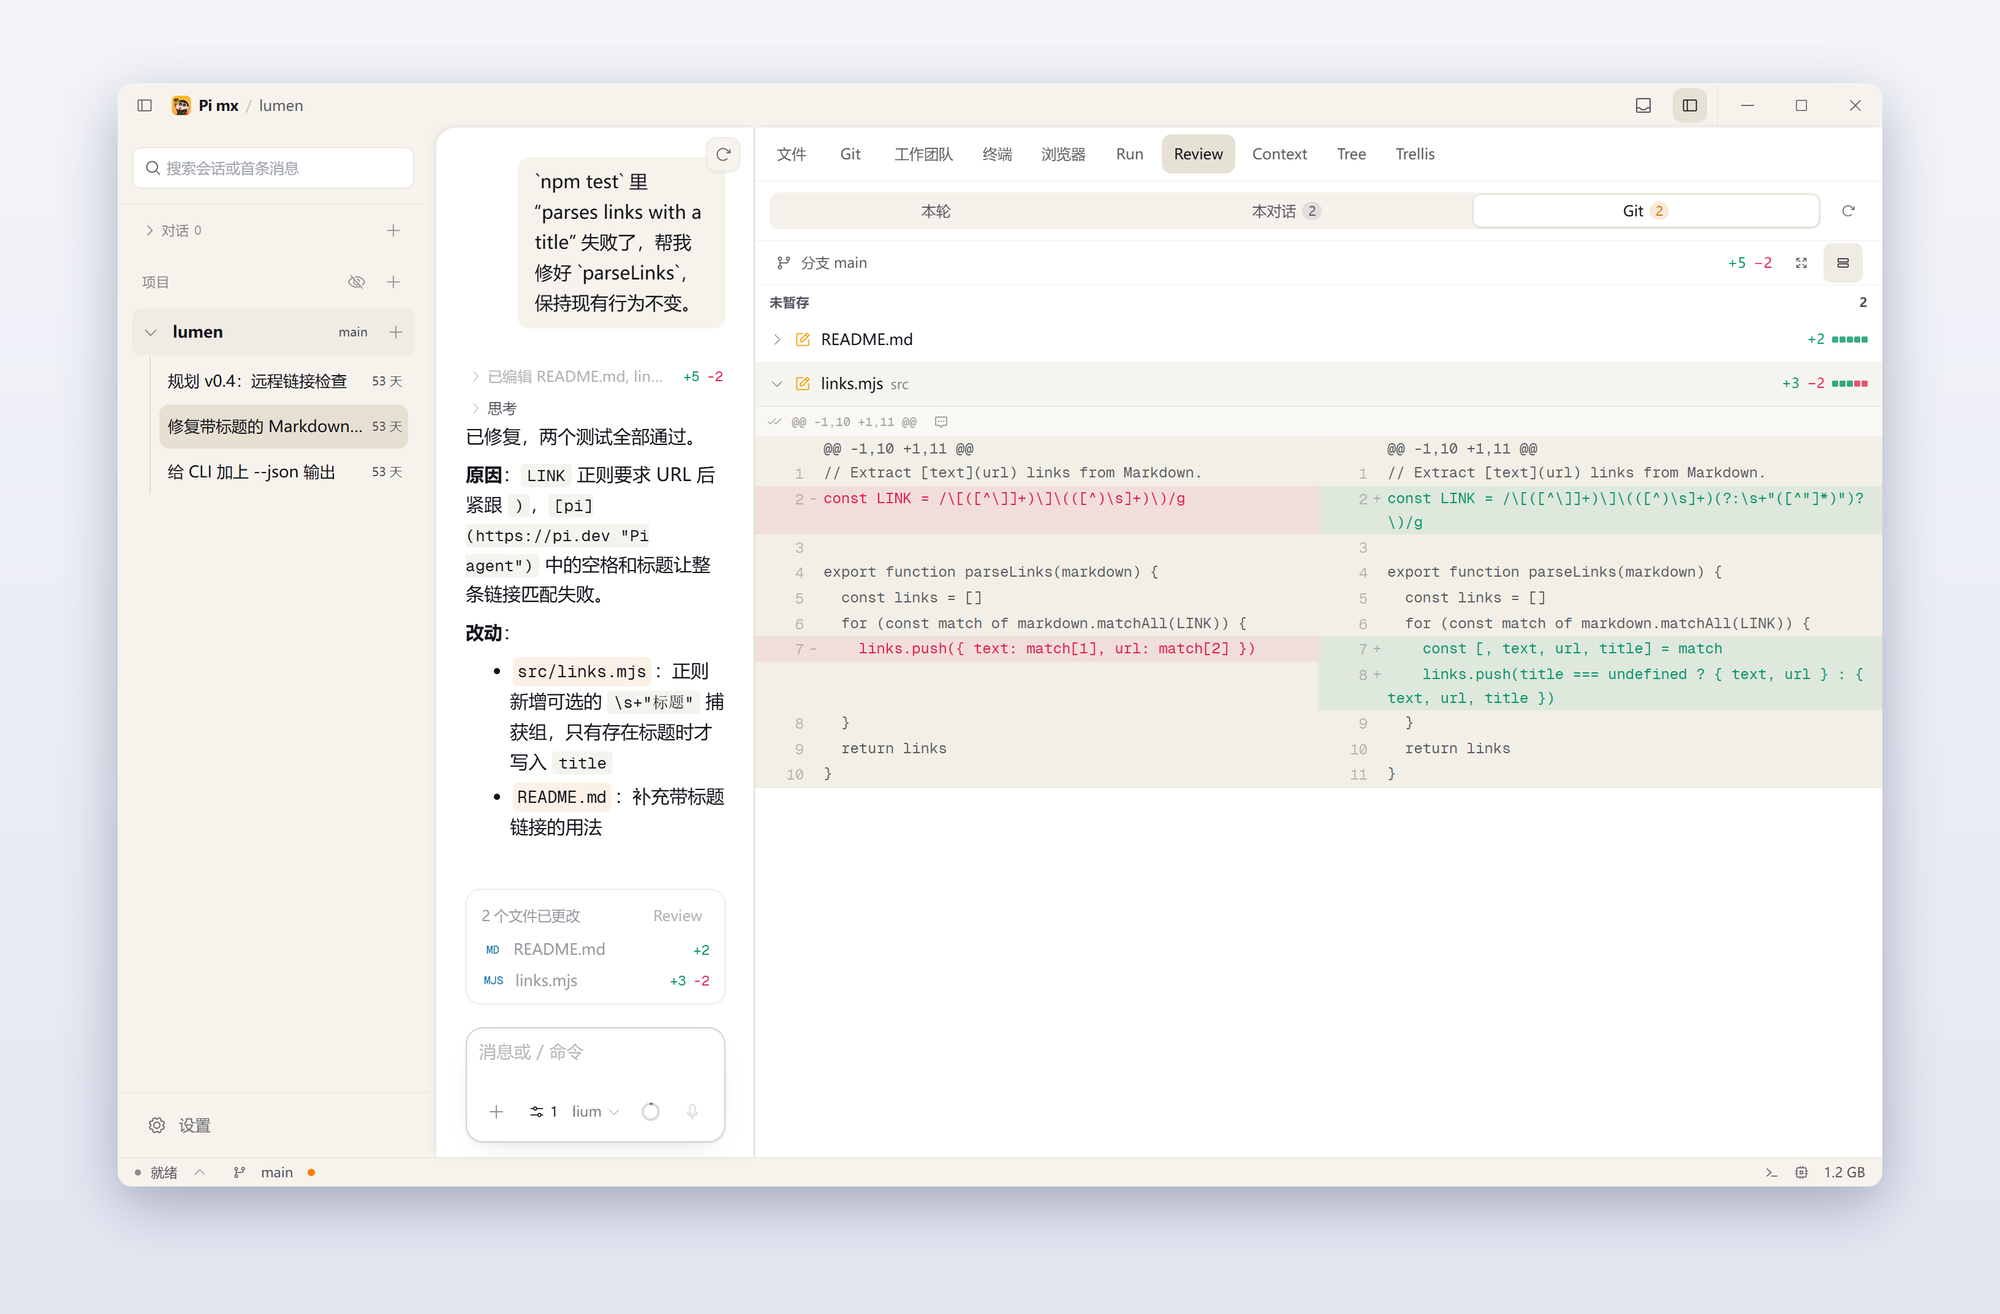 Pi mx / lumen
搜索会话或首条消息
对话 0
项目
lumen main
规划 v0.4：远程链接检查 53 天
修复带标题的 Markdown... 53 天
给 CLI 加上 --json 输出 53 天
设置
`npm test` 里
“parses links with a
title” 失败了，帮我
修好 `parseLinks`，
保持现有行为不变。
已编辑 README.md, lin... +5 -2
思考
已修复，两个测试全部通过。
原因： LINK 正则要求 URL 后
紧跟 ) ， [pi]
(https://pi.dev "Pi
agent") 中的空格和标题让整
条链接匹配失败。
改动：
• src/links.mjs ：正则
新增可选的 \s+"标题" 捕
获组，只有存在标题时才
写入 title
• README.md ：补充带标题
链接的用法
2 个文件已更改 Review
MD README.md +2
MJS links.mjs +3 -2
消息或 / 命令
1 lium
文件 Git 工作团队 终端 浏览器 Run Review Context Tree Trellis
本轮 本对话 2 Git 2
分支 main +5 −2
未暂存 2
README.md +2
links.mjs src +3 −2
@@ -1,10 +1,11 @@
@@ -1,10 +1,11 @@
1 // Extract [text](url) links from Markdown.
2 - const LINK = /\[([^\]]+)\]\(([^)\s]+)\)/g
3
4 export function parseLinks(markdown) {
5 const links = []
6 for (const match of markdown.matchAll(LINK)) {
7 - links.push({ text: match[1], url: match[2] })
8 }
9 return links
10 }
@@ -1,10 +1,11 @@
1 // Extract [text](url) links from Markdown.
2 + const LINK = /\[([^\]]+)\]\(([^)\s]+)(?:\s+"([^"]*)")?
\)/g
3
4 export function parseLinks(markdown) {
5 const links = []
6 for (const match of markdown.matchAll(LINK)) {
7 + const [, text, url, title] = match
8 + links.push(title === undefined ? { text, url } : {
text, url, title })
9 }
10 return links
11 }
就绪 main
1.2 GB